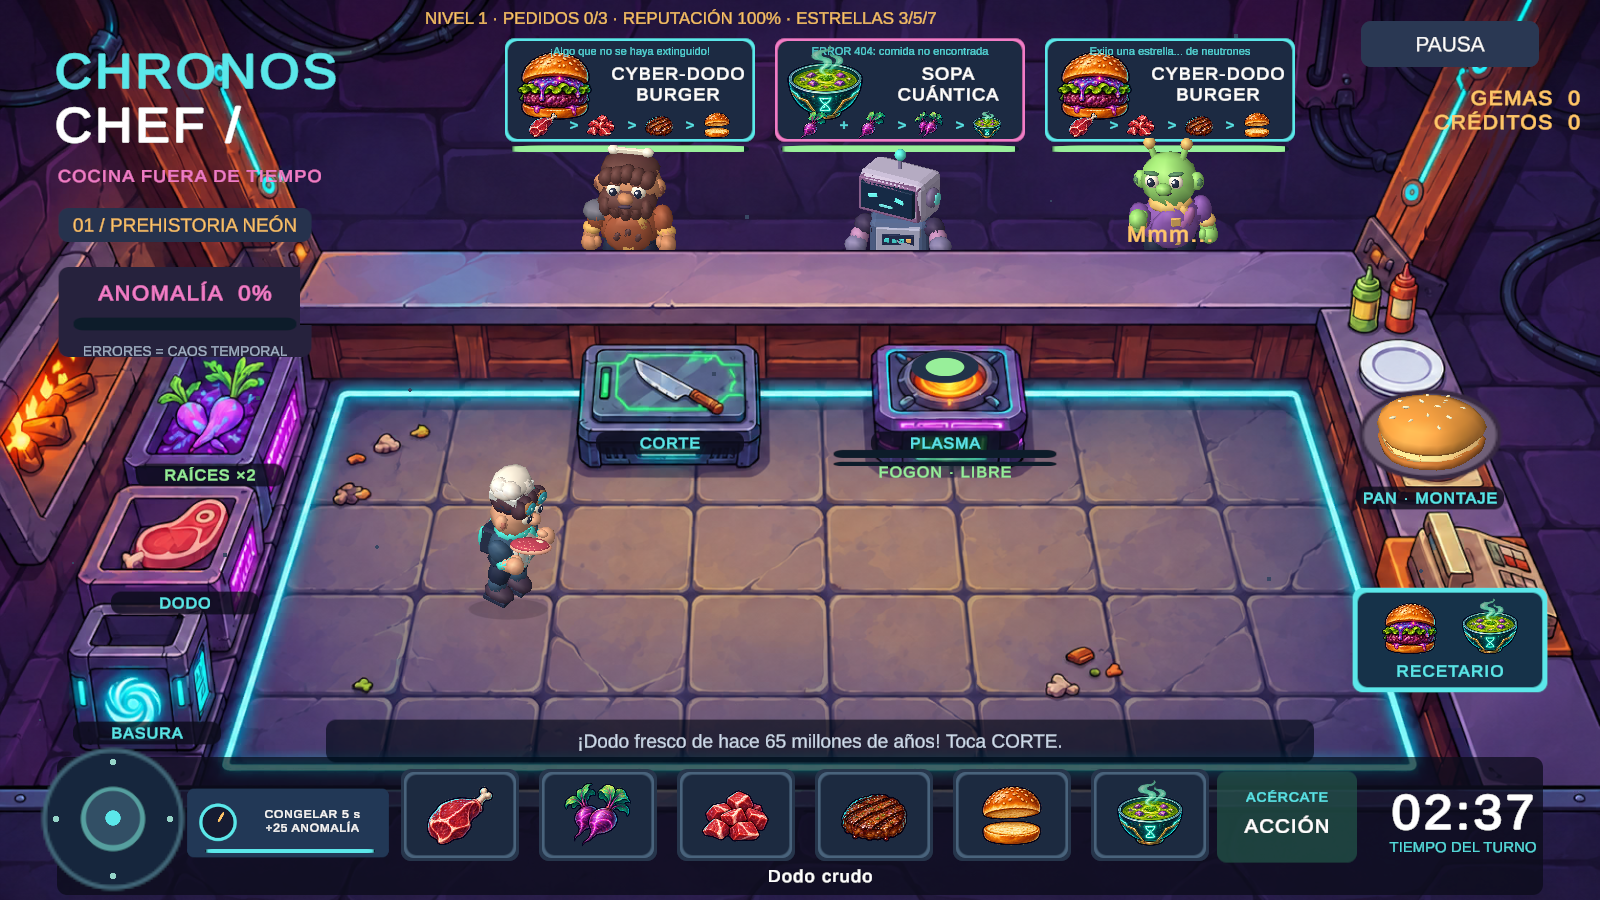 NIVEL 1 · PEDIDOS 0/3 · REPUTACIÓN 100% · ESTRELLAS 3/5/7
CHRONOS
CHEF /
COCINA FUERA DE TIEMPO
01 / PREHISTORIA NEÓN
ANOMALÍA 0%
ERRORES = CAOS TEMPORAL
¡Algo que no se haya extinguido!
CYBER-DODO
BURGER
ERROR 404: comida no encontrada
SOPA
CUÁNTICA
Exijo una estrella... de neutrones
CYBER-DODO
BURGER
PAUSA
GEMAS 0
CRÉDITOS 0
Mmm...
CORTE
PLASMA
FOGON · LIBRE
RAÍCES ×2
DODO
BASURA
PAN · MONTAJE
RECETARIO
¡Dodo fresco de hace 65 millones de años! Toca CORTE.
CONGELAR 5 s
+25 ANOMALÍA
ACÉRCATE
ACCIÓN
02:37
TIEMPO DEL TURNO
Dodo crudo